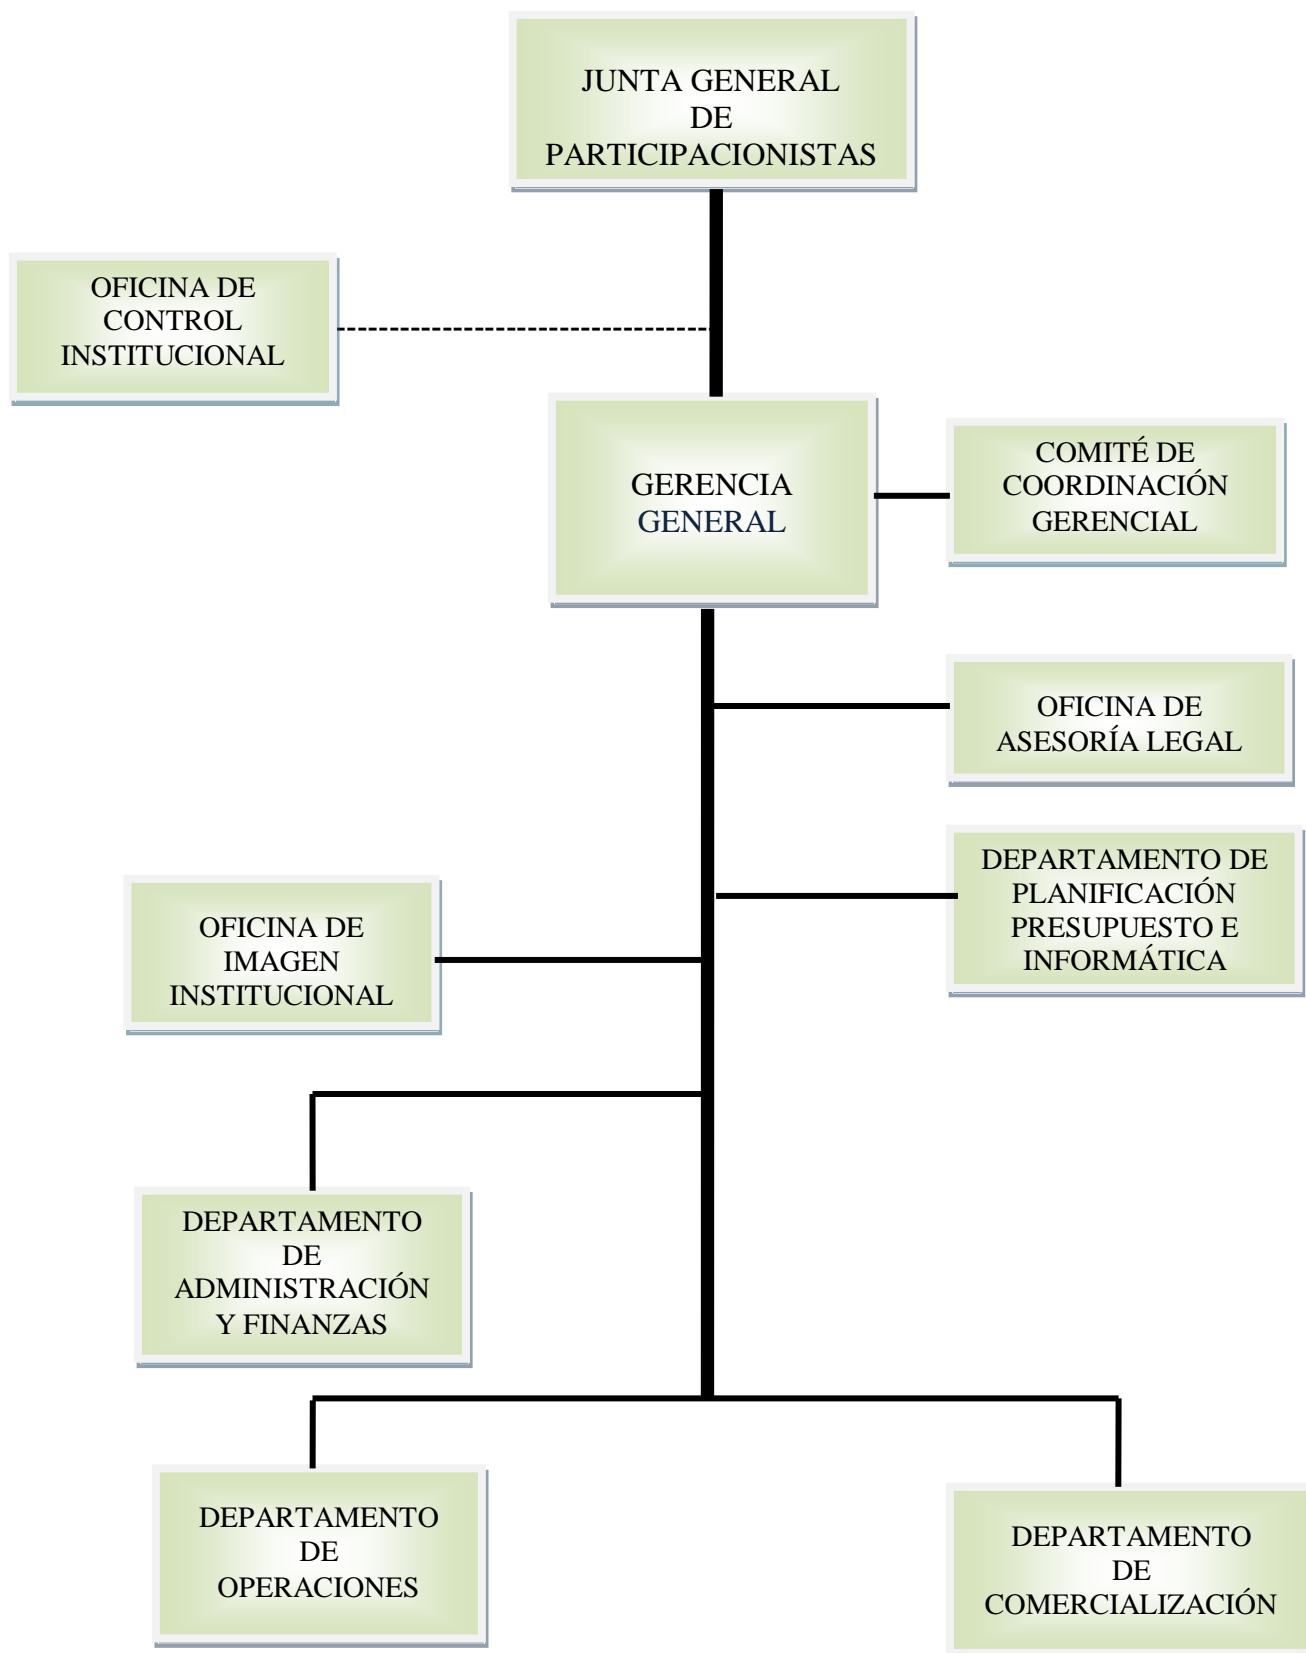 JUNTA GENERAL
DE
PARTICIPACIONISTAS
OFICINA DE
CONTROL
INSTITUCIONAL
GERENCIA
GENERAL
COMITÉ DE
COORDINACIÓN
GERENCIAL
OFICINA DE
ASESORÍA LEGAL
DEPARTAMENTO DE
PLANIFICACIÓN
PRESUPUESTO E
INFORMÁTICA
OFICINA DE
IMAGEN
INSTITUCIONAL
DEPARTAMENTO
DE
ADMINISTRACIÓN
Y FINANZAS
DEPARTAMENTO
DE
OPERACIONES
DEPARTAMENTO
DE
COMERCIALIZACIÓN